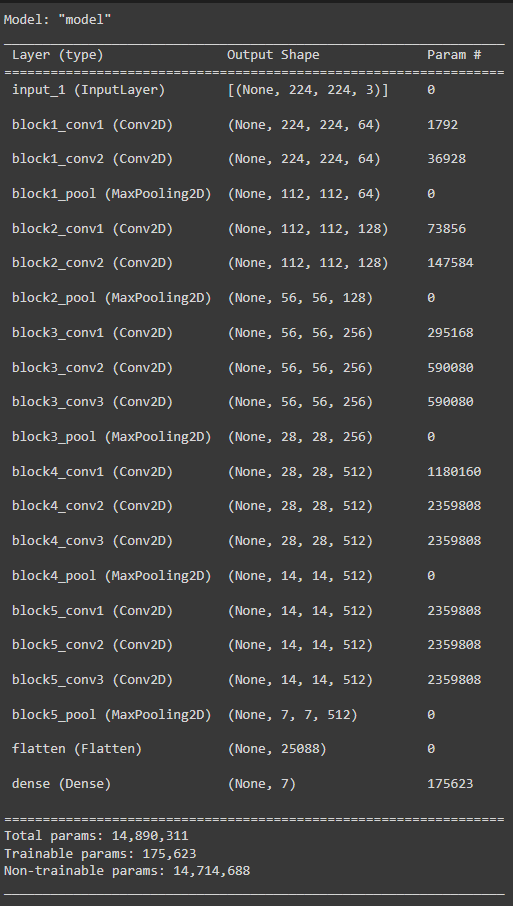 Model: "model"
Layer (type) Output Shape Param #
input_1 (InputLayer) [(None, 224, 224, 3)] 0
block1_conv1 (Conv2D) (None, 224, 224, 64) 1792
block1_conv2 (Conv2D) (None, 224, 224, 64) 36928
block1_pool (MaxPooling2D) (None, 112, 112, 64) 0
block2_conv1 (Conv2D) (None, 112, 112, 128) 73856
block2_conv2 (Conv2D) (None, 112, 112, 128) 147584
block2_pool (MaxPooling2D) (None, 56, 56, 128) 0
block3_conv1 (Conv2D) (None, 56, 56, 256) 295168
block3_conv2 (Conv2D) (None, 56, 56, 256) 590080
block3_conv3 (Conv2D) (None, 56, 56, 256) 590080
block3_pool (MaxPooling2D) (None, 28, 28, 256) 0
block4_conv1 (Conv2D) (None, 28, 28, 512) 1180160
block4_conv2 (Conv2D) (None, 28, 28, 512) 2359808
block4_conv3 (Conv2D) (None, 28, 28, 512) 2359808
block4_pool (MaxPooling2D) (None, 14, 14, 512) 0
block5_conv1 (Conv2D) (None, 14, 14, 512) 2359808
block5_conv2 (Conv2D) (None, 14, 14, 512) 2359808
block5_conv3 (Conv2D) (None, 14, 14, 512) 2359808
block5_pool (MaxPooling2D) (None, 7, 7, 512) 0
flatten (Flatten) (None, 25088) 0
dense (Dense) (None, 7) 175623
Total params: 14,890,311
Trainable params: 175,623
Non-trainable params: 14,714,688